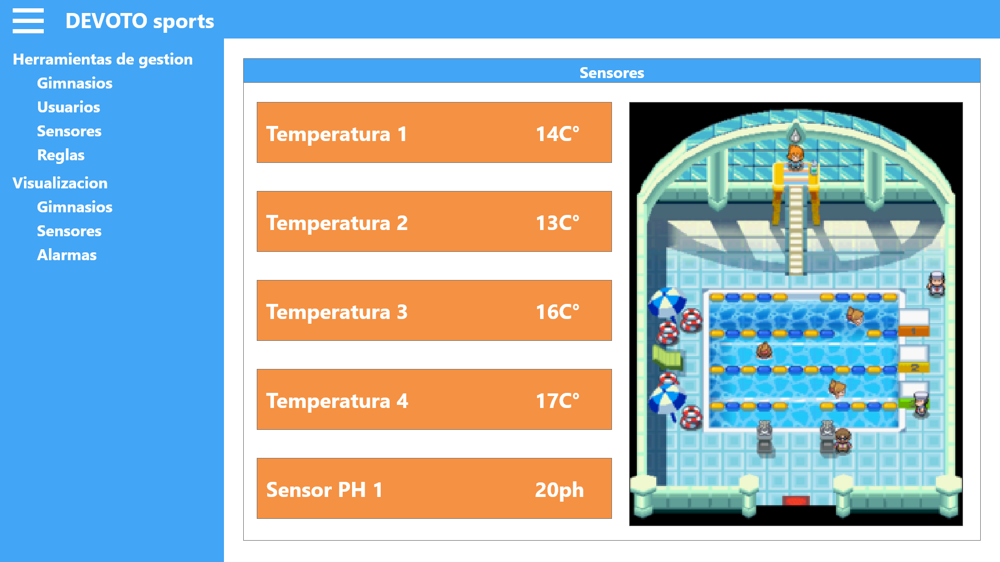 DEVOTO sports
Herramientas de gestion
Gimnasios
Usuarios
Sensores
Reglas
Visualizacion
Gimnasios
Sensores
Alarmas
Sensores
Temperatura 1 14C°
Temperatura 2 13C°
Temperatura 3 16C°
Temperatura 4 17C°
Sensor PH 1 20ph
1
2